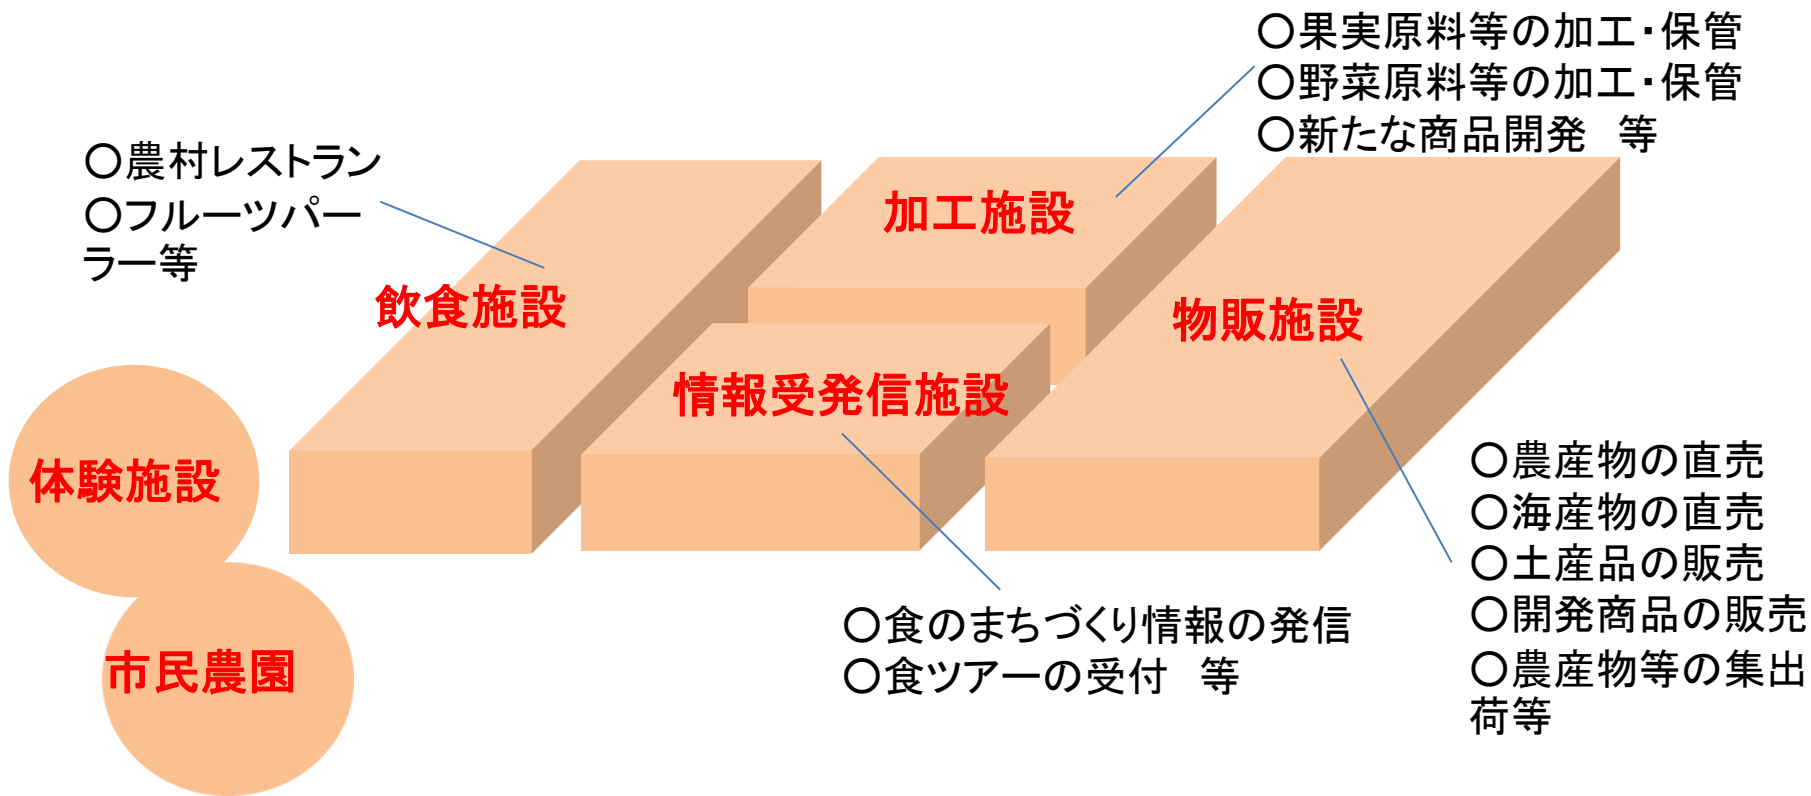 ○果実原料等の加工・保管
○野菜原料等の加工・保管
○新たな商品開発　等
○農村レストラン
○フルーツパー
ラー等
加工施設
飲食施設
物販施設
情報受発信施設
体験施設
市民農園
○農産物の直売
○海産物の直売
○土産品の販売
○開発商品の販売
○農産物等の集出
荷等
○食のまちづくり情報の発信
○食ツアーの受付　等